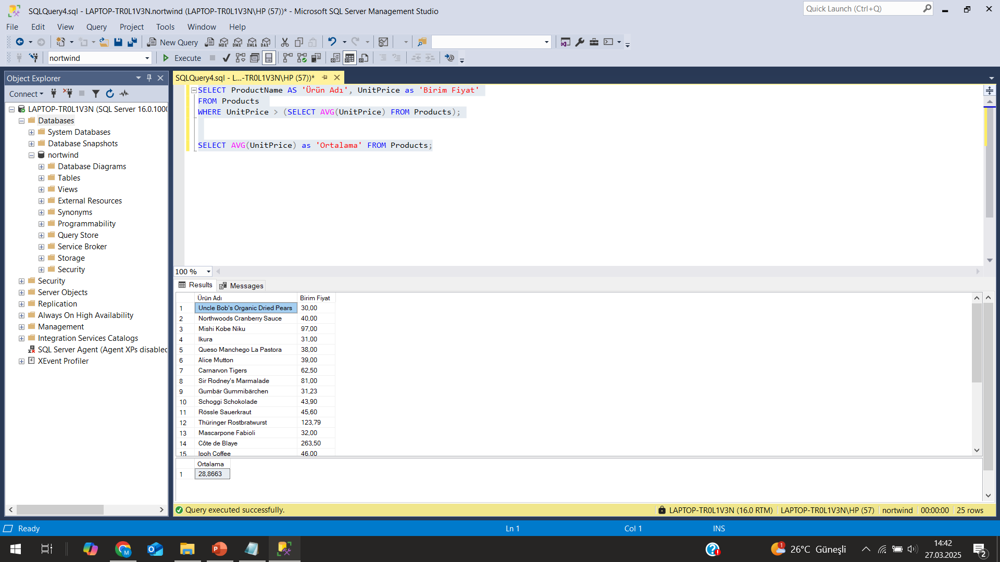 SQLQuery4.sql - LAPTOP-TR0L1V3N.nortwind (LAPTOP-TR0L1V3N\HP (57))* - Microsoft SQL Server Management Studio
Quick Launch (Ctrl+Q)
File Edit View Query Project Tools Window Help
New Query MDX DMX XMLA DAX
nortwind Execute
Object Explorer
SQLQuery4.sql - L...-TR0L1V3N\HP (57))*
Connect
LAPTOP-TR0L1V3N (SQL Server 16.0.1000
Databases
System Databases
Database Snapshots
nortwind
Database Diagrams
Tables
Views
External Resources
Synonyms
Programmability
Query Store
Service Broker
Storage
Security
Security
Server Objects
Replication
Always On High Availability
Management
Integration Services Catalogs
SQL Server Agent (Agent XPs disabled
XEvent Profiler
SELECT ProductName AS 'Ürün Adı', UnitPrice as 'Birim Fiyat'
FROM Products
WHERE UnitPrice > (SELECT AVG(UnitPrice) FROM Products);
SELECT AVG(UnitPrice) as 'Ortalama' FROM Products;
100 %
Results Messages
Ürün Adı Birim Fiyat
1 Uncle Bob's Organic Dried Pears 30,00
2 Northwoods Cranberry Sauce 40,00
3 Mishi Kobe Niku 97,00
4 Ikura 31,00
5 Queso Manchego La Pastora 38,00
6 Alice Mutton 39,00
7 Carnarvon Tigers 62,50
8 Sir Rodney's Marmalade 81,00
9 Gumbär Gummibärchen 31,23
10 Schoggi Schokolade 43,90
11 Rössle Sauerkraut 45,60
12 Thüringer Rostbratwurst 123,79
13 Mascarpone Fabioli 32,00
14 Côte de Blaye 263,50
15 Ipoh Coffee 46,00
Ortalama
1 28,8663
Query executed successfully. LAPTOP-TR0L1V3N (16.0 RTM) LAPTOP-TR0L1V3N\HP (57) nortwind 00:00:00 25 rows
Ready Ln 1 Col 1 INS
1 26°C Güneşli 14:42
27.03.2025 2